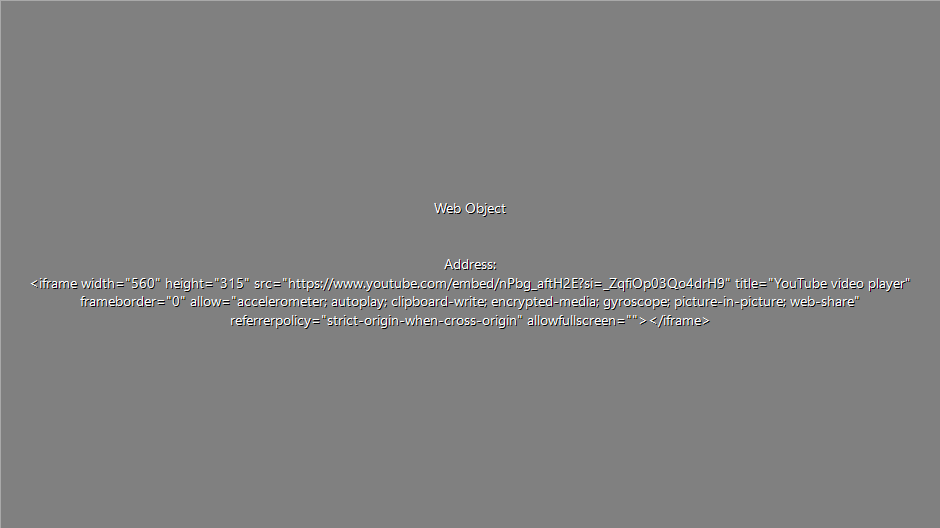 Web Object
Address:
<iframe width="560" height="315" src="https://www.youtube.com/embed/nPbg_aftH2E?si=_ZqfiOp03Qo4drH9" title="YouTube video player"
frameborder="0" allow="accelerometer; autoplay; clipboard-write; encrypted-media; gyroscope; picture-in-picture; web-share"
referrerpolicy="strict-origin-when-cross-origin" allowfullscreen=""></iframe>